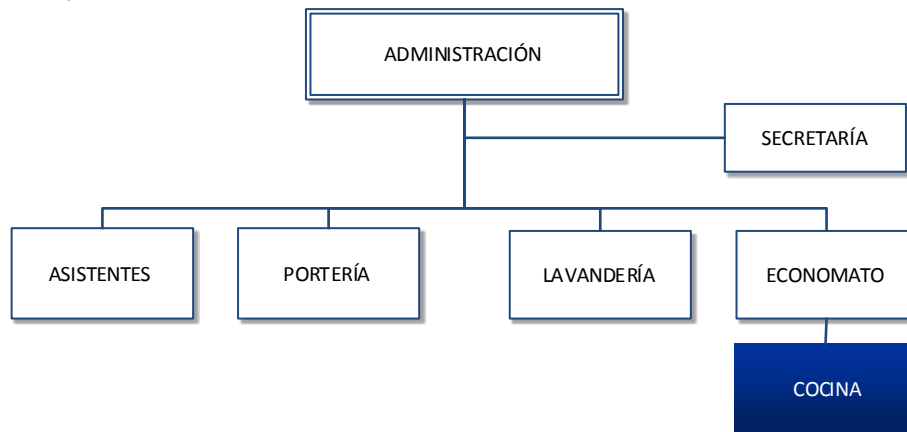 ADMINISTRACIÓN
SECRETARÍA
ASISTENTES
PORTERÍA
LAVANDERÍA
ECONOMATO
COCINA